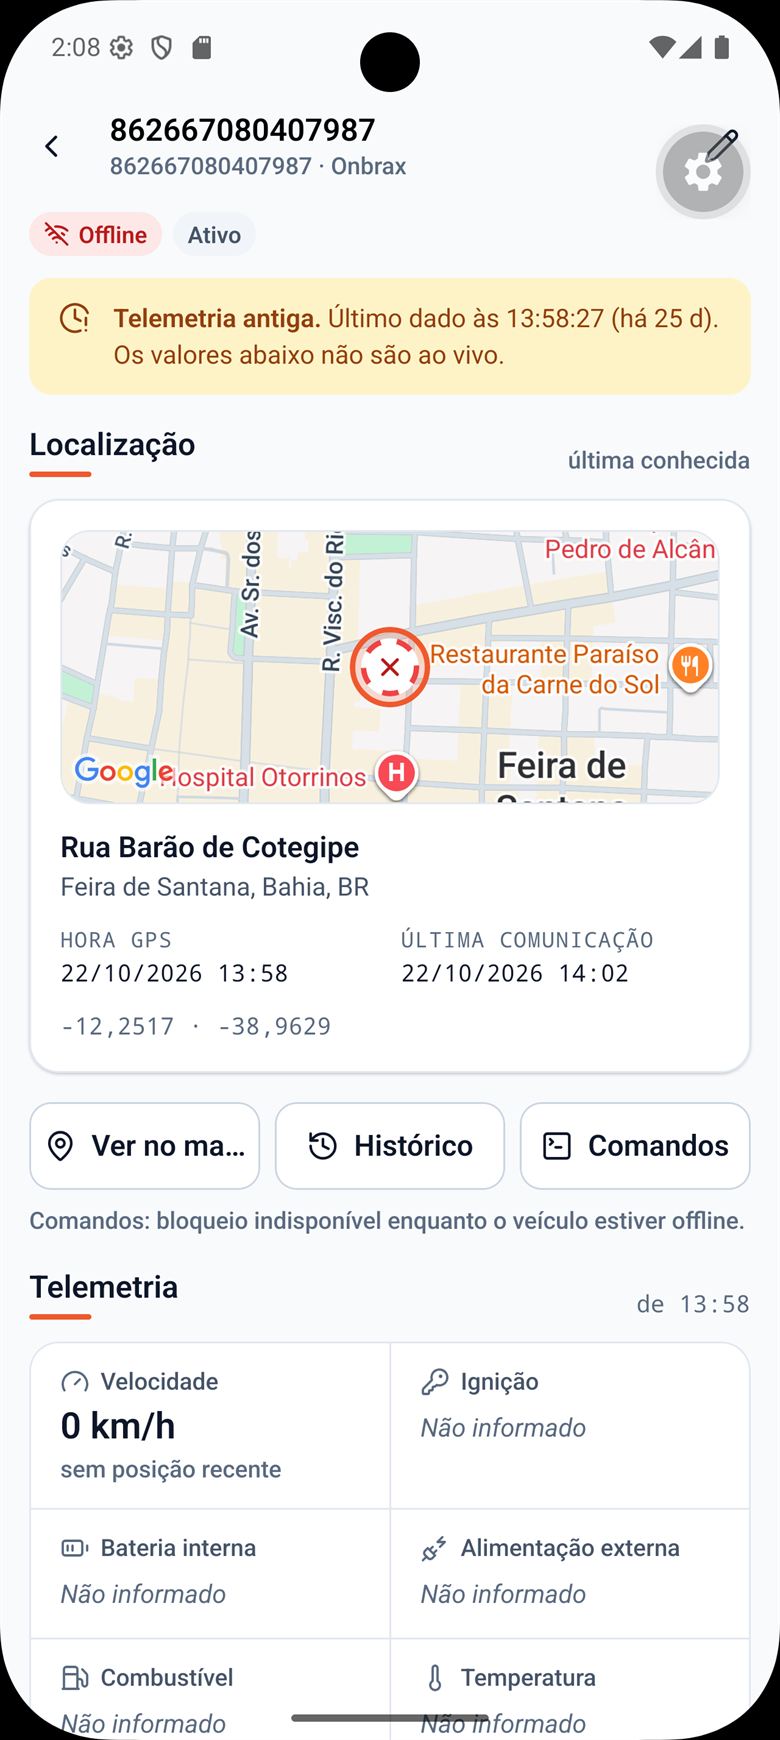 2:08
862667080407987
862667080407987 · Onbrax
Offline
Ativo
Telemetria antiga. Último dado às 13:58:27 (há 25 d).
Os valores abaixo não são ao vivo.
Localização
última conhecida
R.
s
Av. Sr. dos
R. Visc. do Ri
Pedro de Alcân
Restaurante Paraíso
da Carne do Sol
Google
Hospital Otorrinos
H
Feira de
Santana
Rua Barão de Cotegipe
Feira de Santana, Bahia, BR
HORA GPS
ÚLTIMA COMUNICAÇÃO
22/10/2026 13:58
22/10/2026 14:02
-12,2517 · -38,9629
Ver no ma...
Histórico
Comandos
Comandos: bloqueio indisponível enquanto o veículo estiver offline.
Telemetria
de 13:58
Velocidade
0 km/h
sem posição recente
Ignição
Não informado
Bateria interna
Não informado
Alimentação externa
Não informado
Combustível
Não informado
Temperatura
Não informado